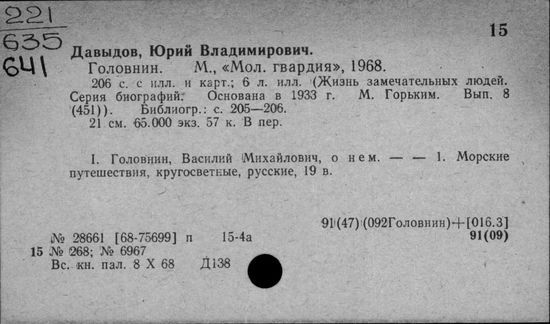 221
635
641
15
Давыдов, Юрий Владимирович.
Головнин. М., «Мол. гвардия», 1968.
206 с. с илл. и карт.; 6 л. илл. (Жизнь замечательных людей.
Серия биографий. Основана в 1933 г. М. Горьким. Вып. 8
(451)). Библиогр.: с. 205—206.
21 см. 65.000 экз. 57 к. В пер.
I. Головнин, Василий Михайлович, о нем. — — 1. Морские
путешествия, кругосветные, русские, 19 в.
91(47)(092Головнин)+[016.3]
№ 28661 [68-75699] п 15-4а 91(09)
15 № 268; № 6967
Вс. кн. пал. 8 X 68 Д138